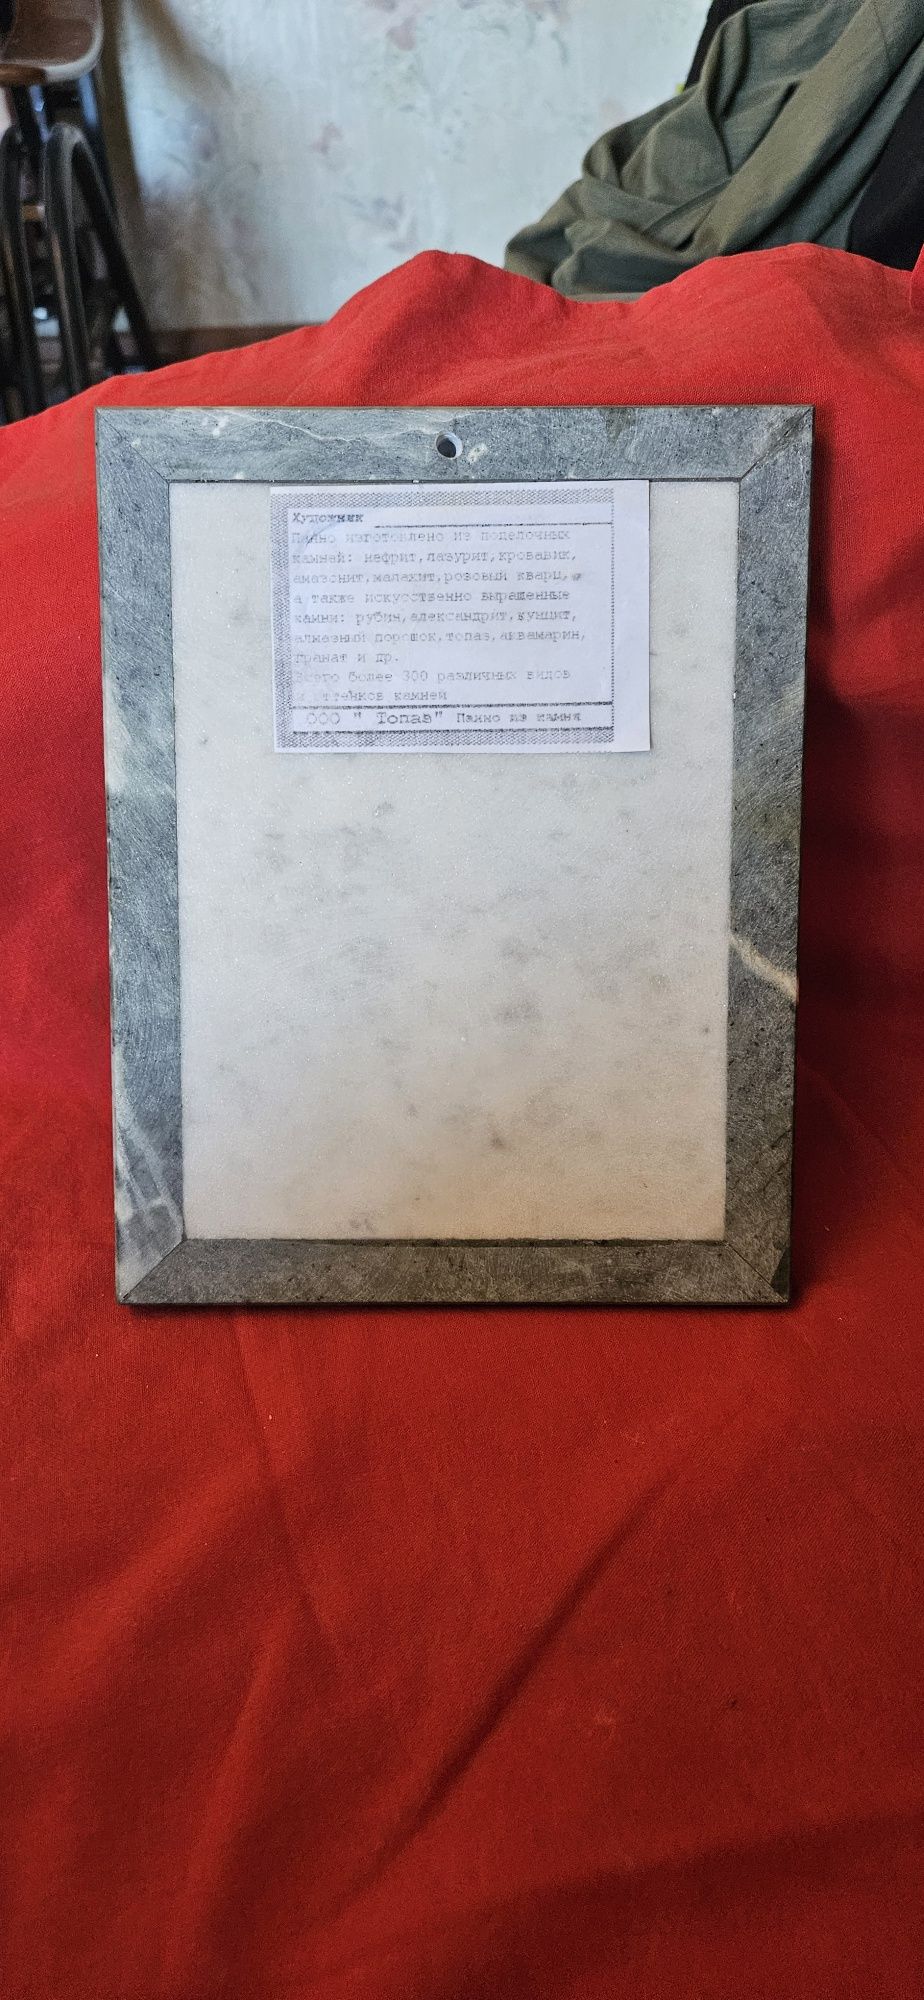 Художник
Панно изготовлено из поделочных
камней: нефрит,лазурит,кровавик,
амазонит,малахит,розовый кварц,
а также искусственно выращенные
камни: рубин,александрит,кунцит,
алмазный порошок,топаз,аквамарин,
гранат и др.
Всего более 300 различных видов
и оттенков камней
ООО " Топаз" Панно из камня